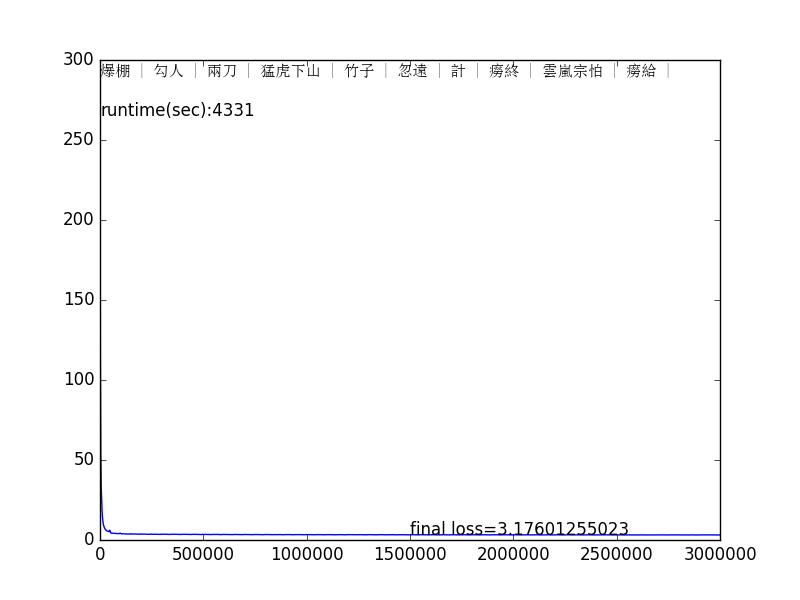 300
爆棚 | 勾人 | 兩刀 | 猛虎下山 | 竹子 | 忽遠 | 計 | 癆終 | 雲嵐宗怕 | 癆給 |
runtime(sec):4331
250
200
150
100
50
final loss=3.17601255023
0
0 500000 1000000 1500000 2000000 2500000 3000000